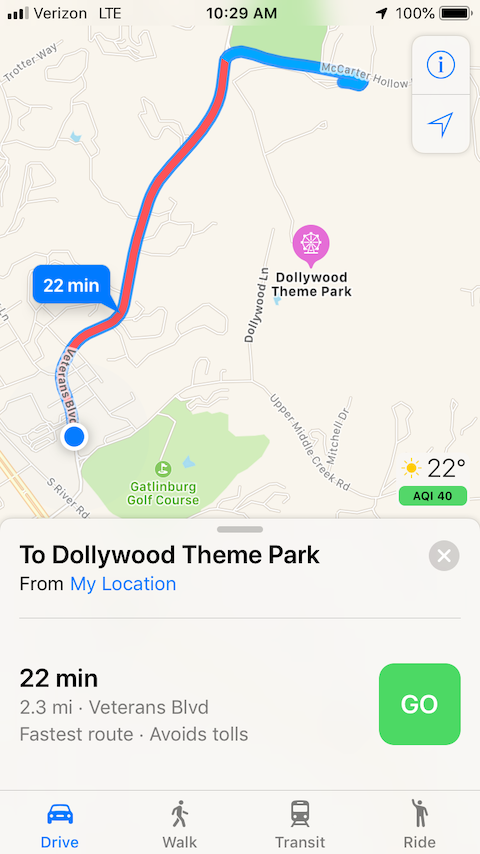 Verizon LTE 10:29 AM 100%
Trotter Way
McCarter Hollow
22 min
Dollywood
Theme Park
Dollywood Ln
Veterans Blvd
Upper Middle Creek Rd
Mitchell Dr
Gatlinburg
Golf Course
S River Rd
22°
AQI 40
To Dollywood Theme Park
From My Location
22 min
2.3 mi · Veterans Blvd
Fastest route · Avoids tolls
GO
Drive Walk Transit Ride